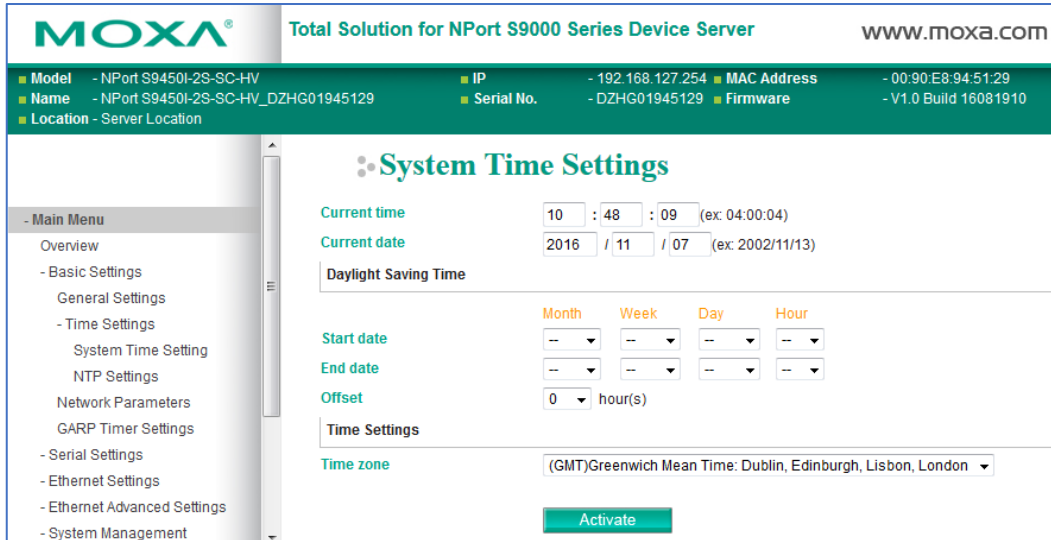 MOXA®
Total Solution for NPort S9000 Series Device Server
www.moxa.com
Model - NPort S9450I-2S-SC-HV
IP - 192.168.127.254
MAC Address - 00:90:E8:94:51:29
Name - NPort S9450I-2S-SC-HV_DZHG01945129
Serial No. - DZHG01945129
Firmware - V1.0 Build 16081910
Location - Server Location
- Main Menu
Overview
- Basic Settings
General Settings
- Time Settings
System Time Setting
NTP Settings
Network Parameters
GARP Timer Settings
- Serial Settings
- Ethernet Settings
- Ethernet Advanced Settings
- System Management
System Time Settings
Current time 10 : 48 : 09 (ex: 04:00:04)
Current date 2016 / 11 / 07 (ex: 2002/11/13)
Daylight Saving Time
Month Week Day Hour
Start date -- -- -- --
End date -- -- -- --
Offset 0 hour(s)
Time Settings
Time zone (GMT)Greenwich Mean Time: Dublin, Edinburgh, Lisbon, London
Activate